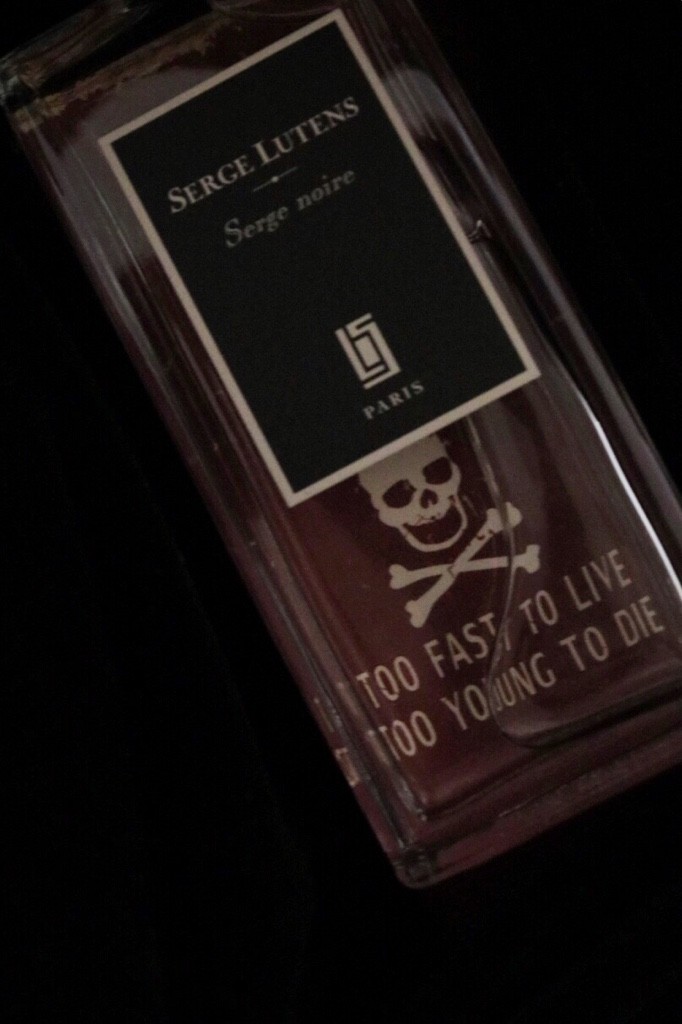 SERGE LUTENS
Serge noire
PARIS
TOO FAST TO LIVE
TOO YOUNG TO DIE